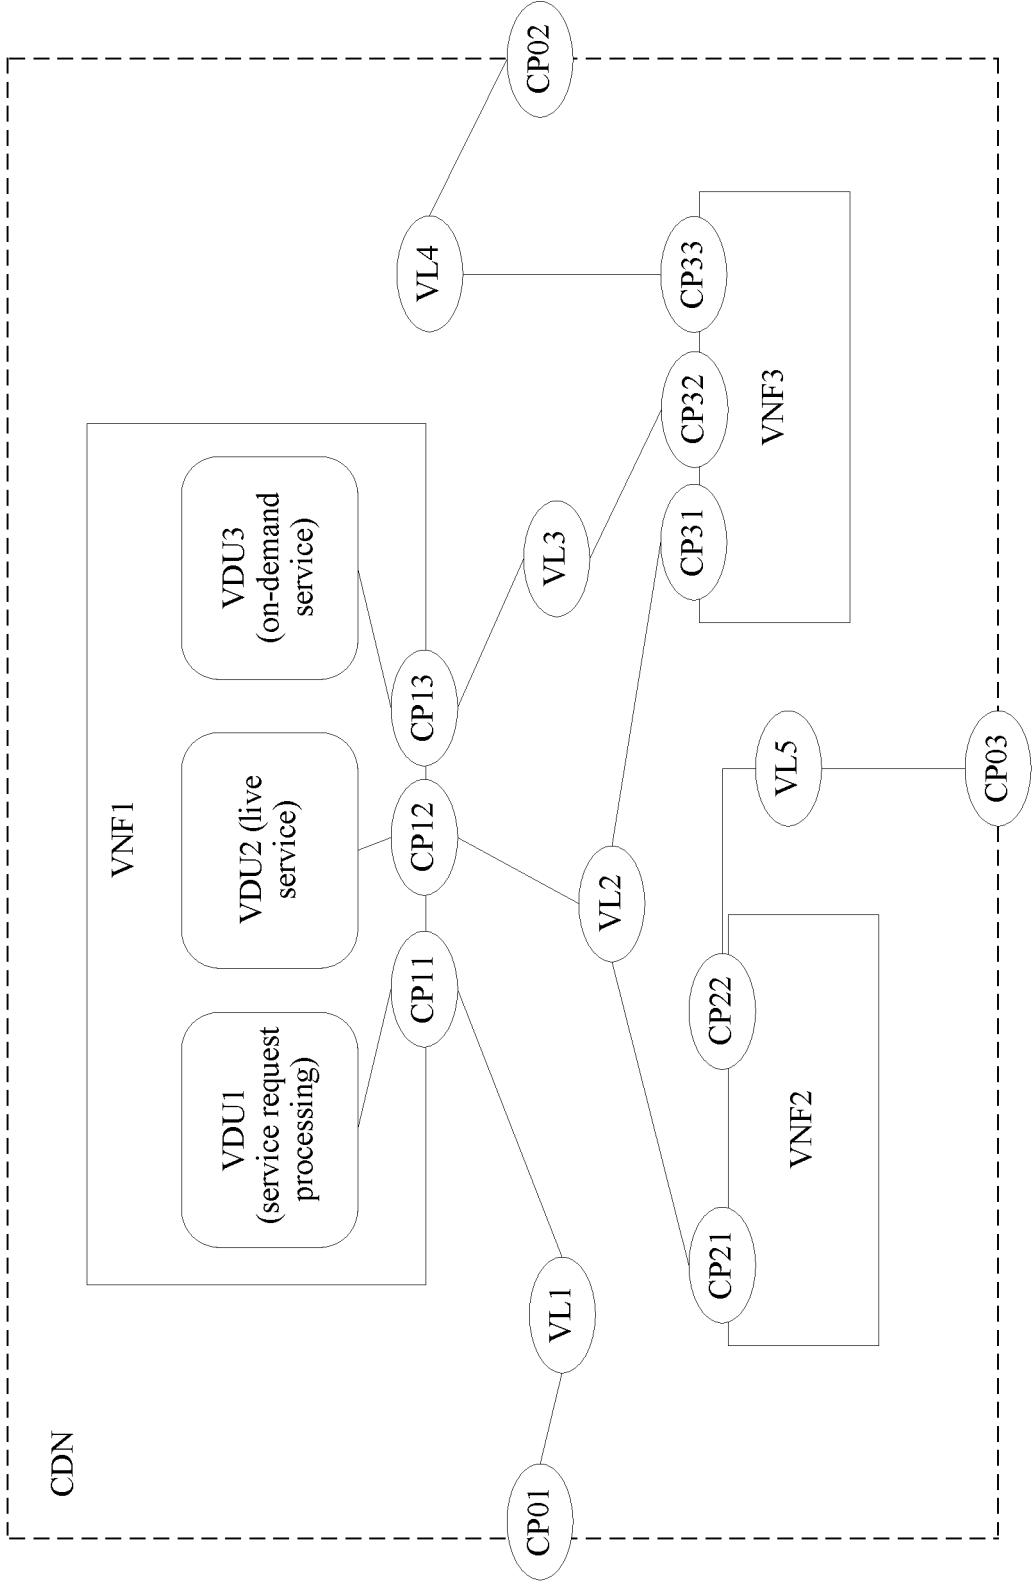 CDN
VNF1
VDU1
(service request
processing)
VDU2 (live
service)
VDU3
(on-demand
service)
CP11
CP12
CP13
CP01
VL1
VL2
VL3
VL4
CP02
CP21
CP22
VNF2
VL5
CP31
CP32
CP33
VNF3
CP03